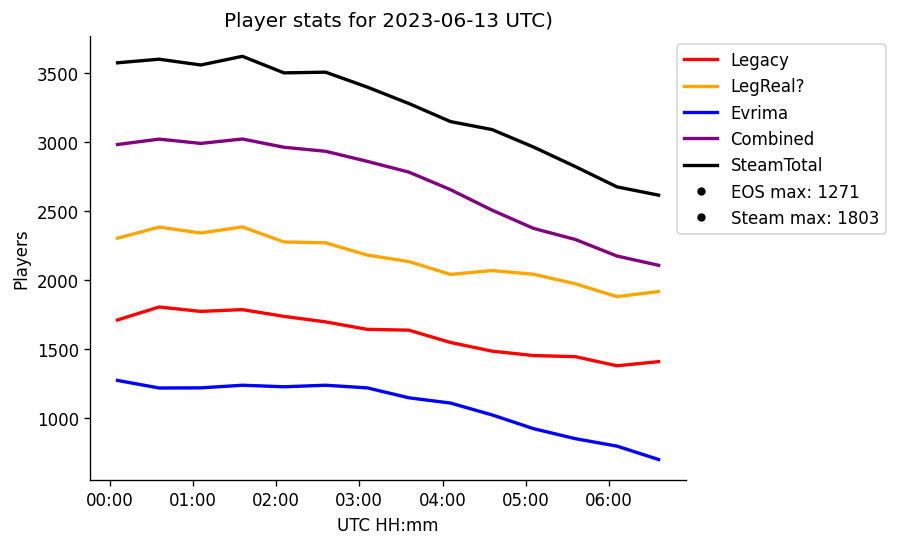 Player stats for 2023-06-13 UTC)
Players
3500
3000
2500
2000
1500
1000
00:00 01:00 02:00 03:00 04:00 05:00 06:00
UTC HH:mm
Legacy
LegReal?
Evrima
Combined
SteamTotal
EOS max: 1271
Steam max: 1803